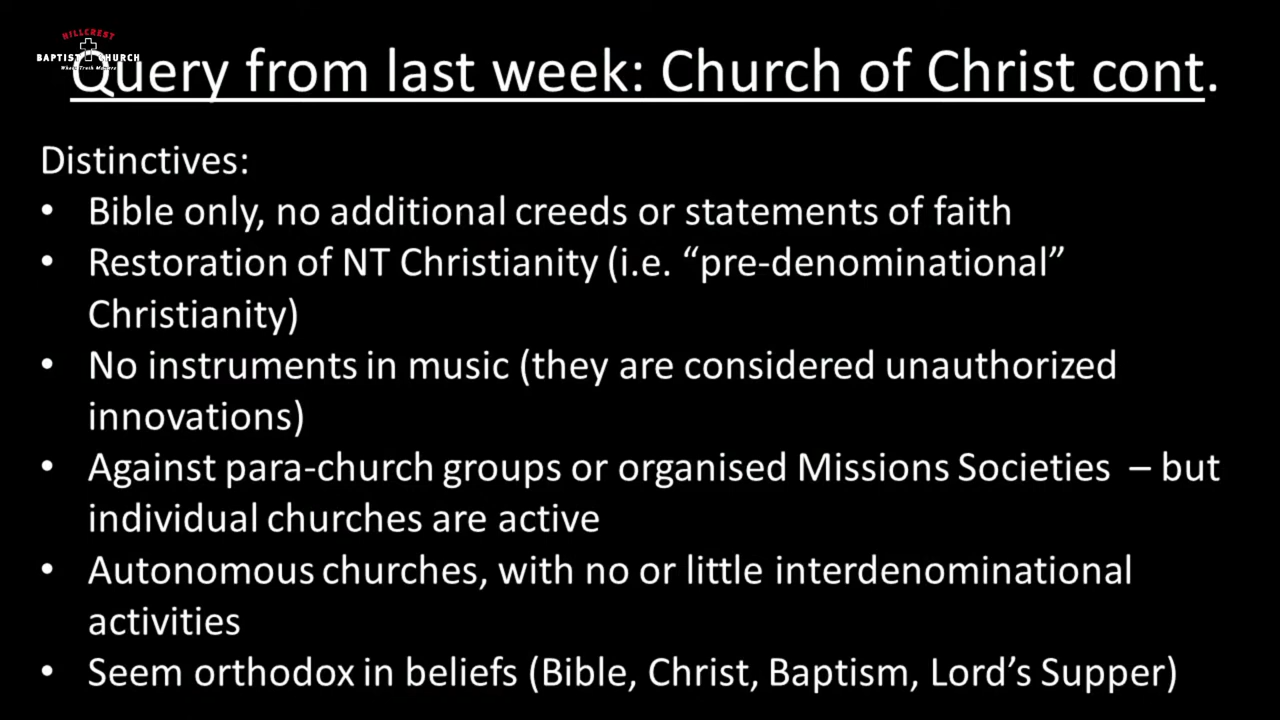 HILLCREST
BAPTIST CHURCH
Where Truth Matters
Query from last week: Church of Christ cont.
Distinctives:
• Bible only, no additional creeds or statements of faith
• Restoration of NT Christianity (i.e. “pre-denominational”
Christianity)
• No instruments in music (they are considered unauthorized
innovations)
• Against para-church groups or organised Missions Societies – but
individual churches are active
• Autonomous churches, with no or little interdenominational
activities
• Seem orthodox in beliefs (Bible, Christ, Baptism, Lord’s Supper)